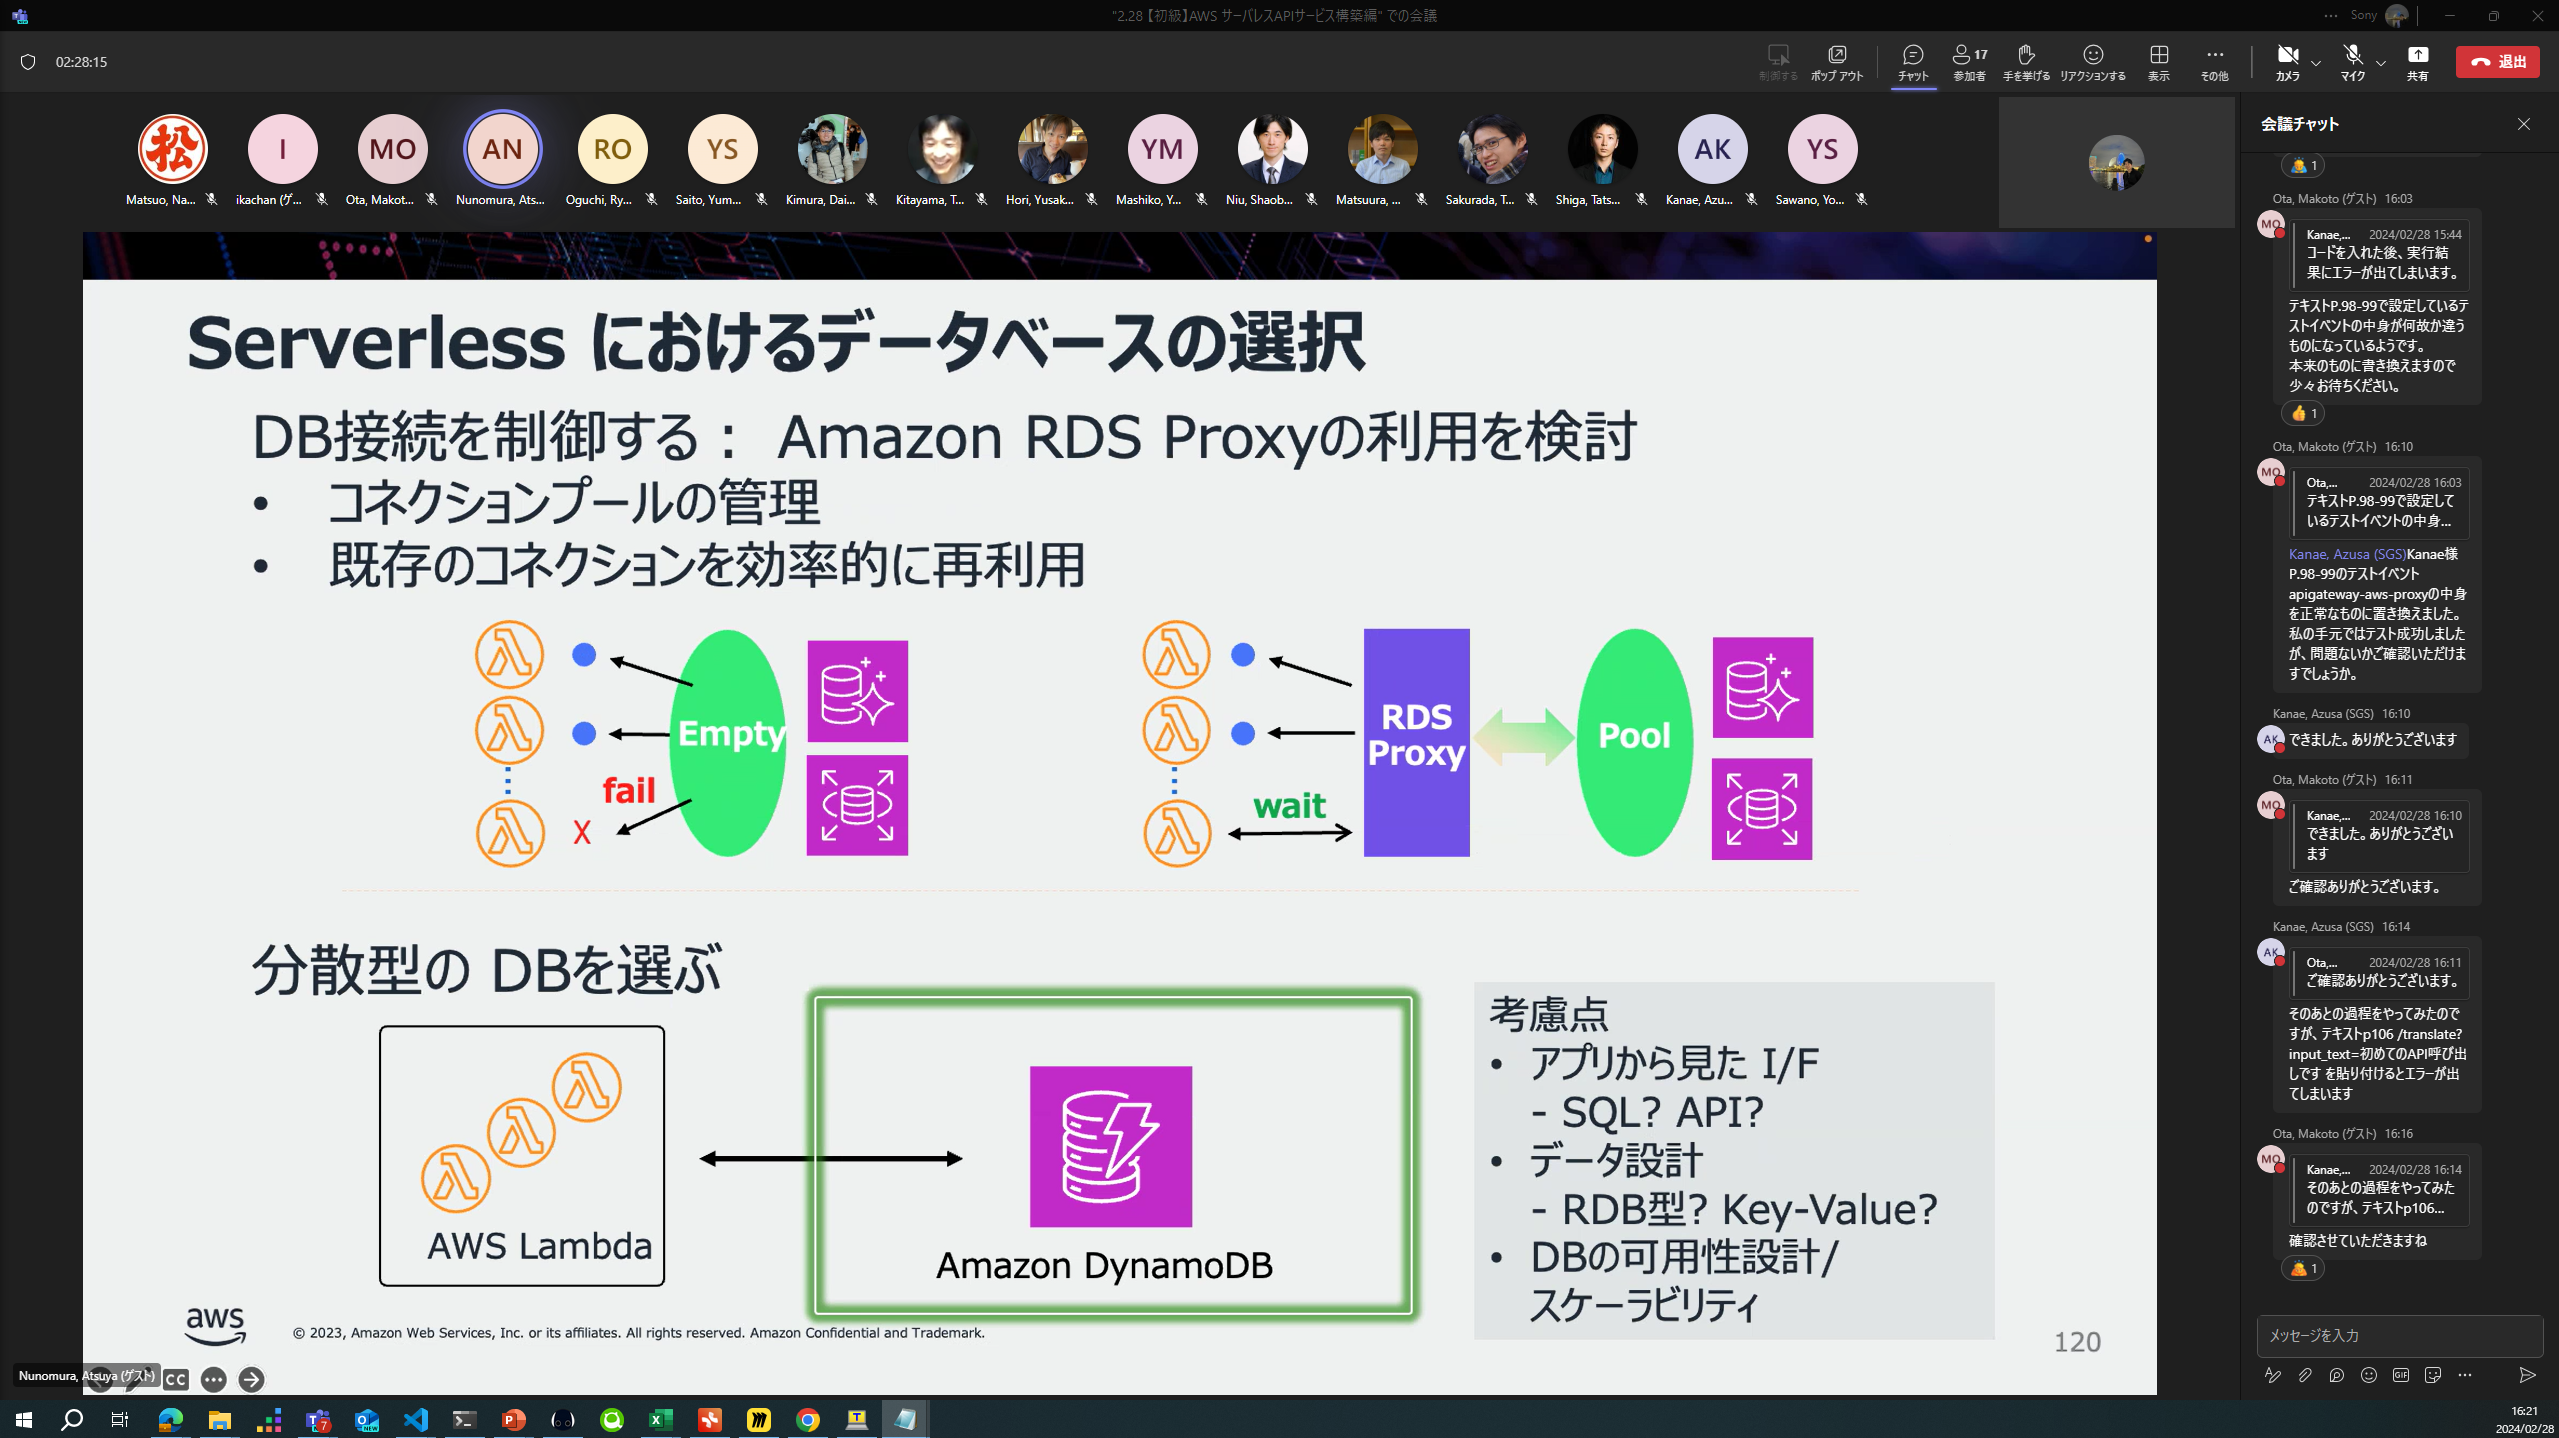 "2.28 【初級】AWS サーバレスAPIサービス構築編" での会議
Sony
02:28:15
制御する
ポップ アウト
チャット
17
参加者
手を挙げる
リアクションする
表示
その他
カメラ
マイク
共有
退出
松
I
MO
AN
RO
YS
YM
AK
YS
Matsuo, Na...
ikachan (ゲ...
Ota, Makot...
Nunomura, Ats...
Oguchi, Ry...
Saito, Yum...
Kimura, Dai...
Kitayama, T...
Hori, Yusak...
Mashiko, Y...
Niu, Shaob...
Matsuura, ...
Sakurada, T...
Shiga, Tats...
Kanae, Azu...
Sawano, Yo...
Serverless におけるデータベースの選択
DB接続を制御する： Amazon RDS Proxyの利用を検討
• コネクションプールの管理
• 既存のコネクションを効率的に再利用
Empty
fail
X
RDS
Proxy
Pool
wait
分散型の DBを選ぶ
AWS Lambda
Amazon DynamoDB
考慮点
• アプリから見た I/F
- SQL? API?
• データ設計
- RDB型? Key-Value?
• DBの可用性設計/
スケーラビリティ
aws
© 2023, Amazon Web Services, Inc. or its affiliates. All rights reserved. Amazon Confidential and Trademark.
120
Nunomura, Atsuya (ゲスト)
CC
会議チャット
1
Ota, Makoto (ゲスト) 16:03
MO
Kanae,... 2024/02/28 15:44
コードを入れた後、実行結
果にエラーが出てしまいます。
テキストP.98-99で設定しているテ
ストイベントの中身が何故か違う
ものになっているようです。
本来のものに書き換えますので
少々お待ちください。
1
Ota, Makoto (ゲスト) 16:10
MO
Ota,... 2024/02/28 16:03
テキストP.98-99で設定して
いるテストイベントの中身...
Kanae, Azusa (SGS)Kanae様
P.98-99のテストイベント
apigateway-aws-proxyの中身
を正常なものに置き換えました。
私の手元ではテスト成功しました
が、問題ないかご確認いただけま
すでしょうか。
Kanae, Azusa (SGS) 16:10
AK
できました。ありがとうございます
Ota, Makoto (ゲスト) 16:11
MO
Kanae,... 2024/02/28 16:10
できました。ありがとうござい
ます
ご確認ありがとうございます。
Kanae, Azusa (SGS) 16:14
AK
Ota,... 2024/02/28 16:11
ご確認ありがとうございます。
そのあとの過程をやってみたので
すが、テキストp106 /translate?
input_text=初めてのAPI呼び出
しです を貼り付けるとエラーが出
てしまいます
Ota, Makoto (ゲスト) 16:16
MO
Kanae,... 2024/02/28 16:14
そのあとの過程をやってみた
のですが、テキストp106...
確認させていただきますね
1
メッセージを入力
GIF
7
NEW
16:21
2024/02/28